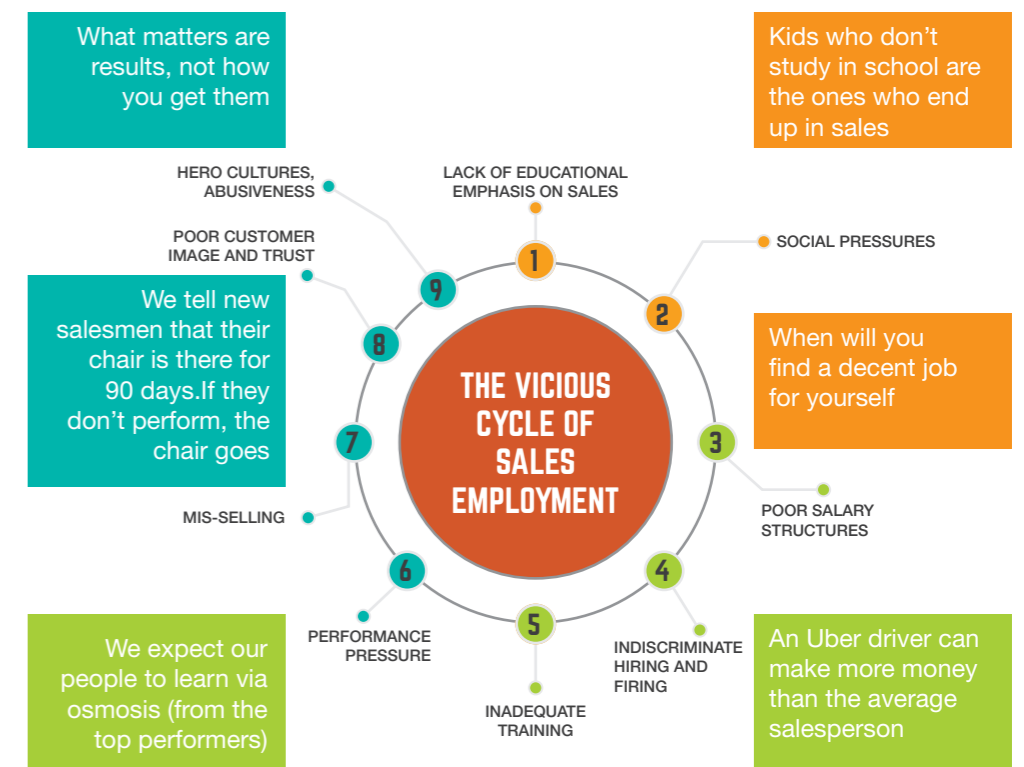 What matters are
results, not how
you get them
Kids who don't
study in school are
the ones who end
up in sales
HERO CULTURES,
ABUSIVENESS
LACK OF EDUCATIONAL
EMPHASIS ON SALES
POOR CUSTOMER
IMAGE AND TRUST
SOCIAL PRESSURES
1
2
3
4
5
6
7
8
9
THE VICIOUS
CYCLE OF
SALES
EMPLOYMENT
We tell new
salesmen that their
chair is there for
90 days.If they
don't perform, the
chair goes
When will you
find a decent job
for yourself
MIS-SELLING
POOR SALARY
STRUCTURES
PERFORMANCE
PRESSURE
INADEQUATE
TRAINING
INDISCRIMINATE
HIRING AND
FIRING
We expect our
people to learn via
osmosis (from the
top performers)
An Uber driver can
make more money
than the average
salesperson